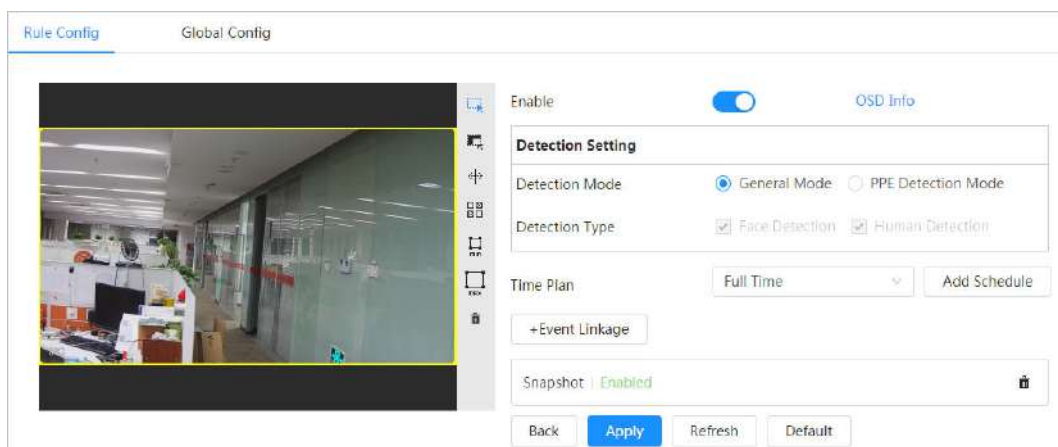 Rule Config Global Config
Enable OSD Info
Detection Setting
Detection Mode General Mode PPE Detection Mode
Detection Type Face Detection Human Detection
Time Plan Full Time Add Schedule
+Event Linkage
Snapshot Enabled
Back Apply Refresh Default